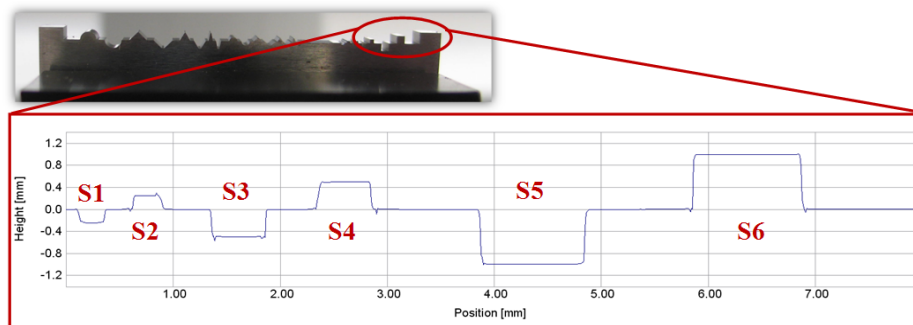 S1
S2
S3
S4
S5
S6
Height [mm]
1.2
0.8
0.4
0.0
-0.4
-0.8
-1.2
1.00
2.00
3.00
4.00
5.00
6.00
7.00
Position [mm]